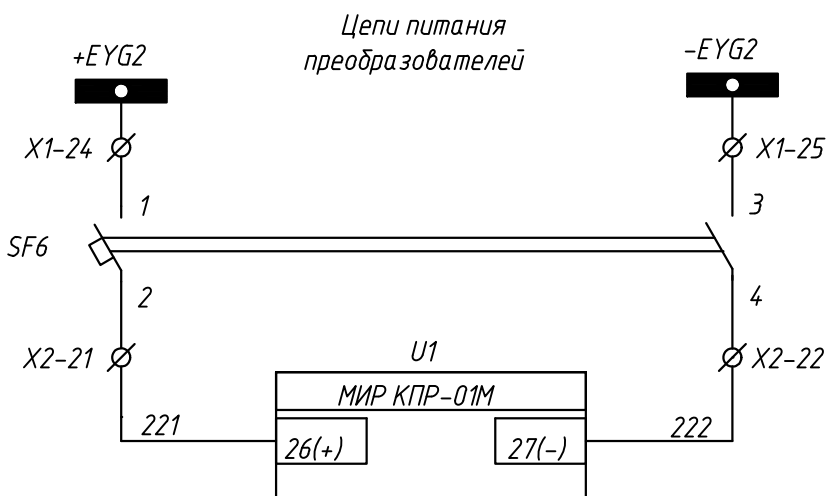 Цепи питания
преобразователей
+EYG2
-EYG2
X1-24
X1-25
1
3
SF6
2
4
X2-21
X2-22
U1
МИР КПР-01М
221
26(+)
27(-)
222